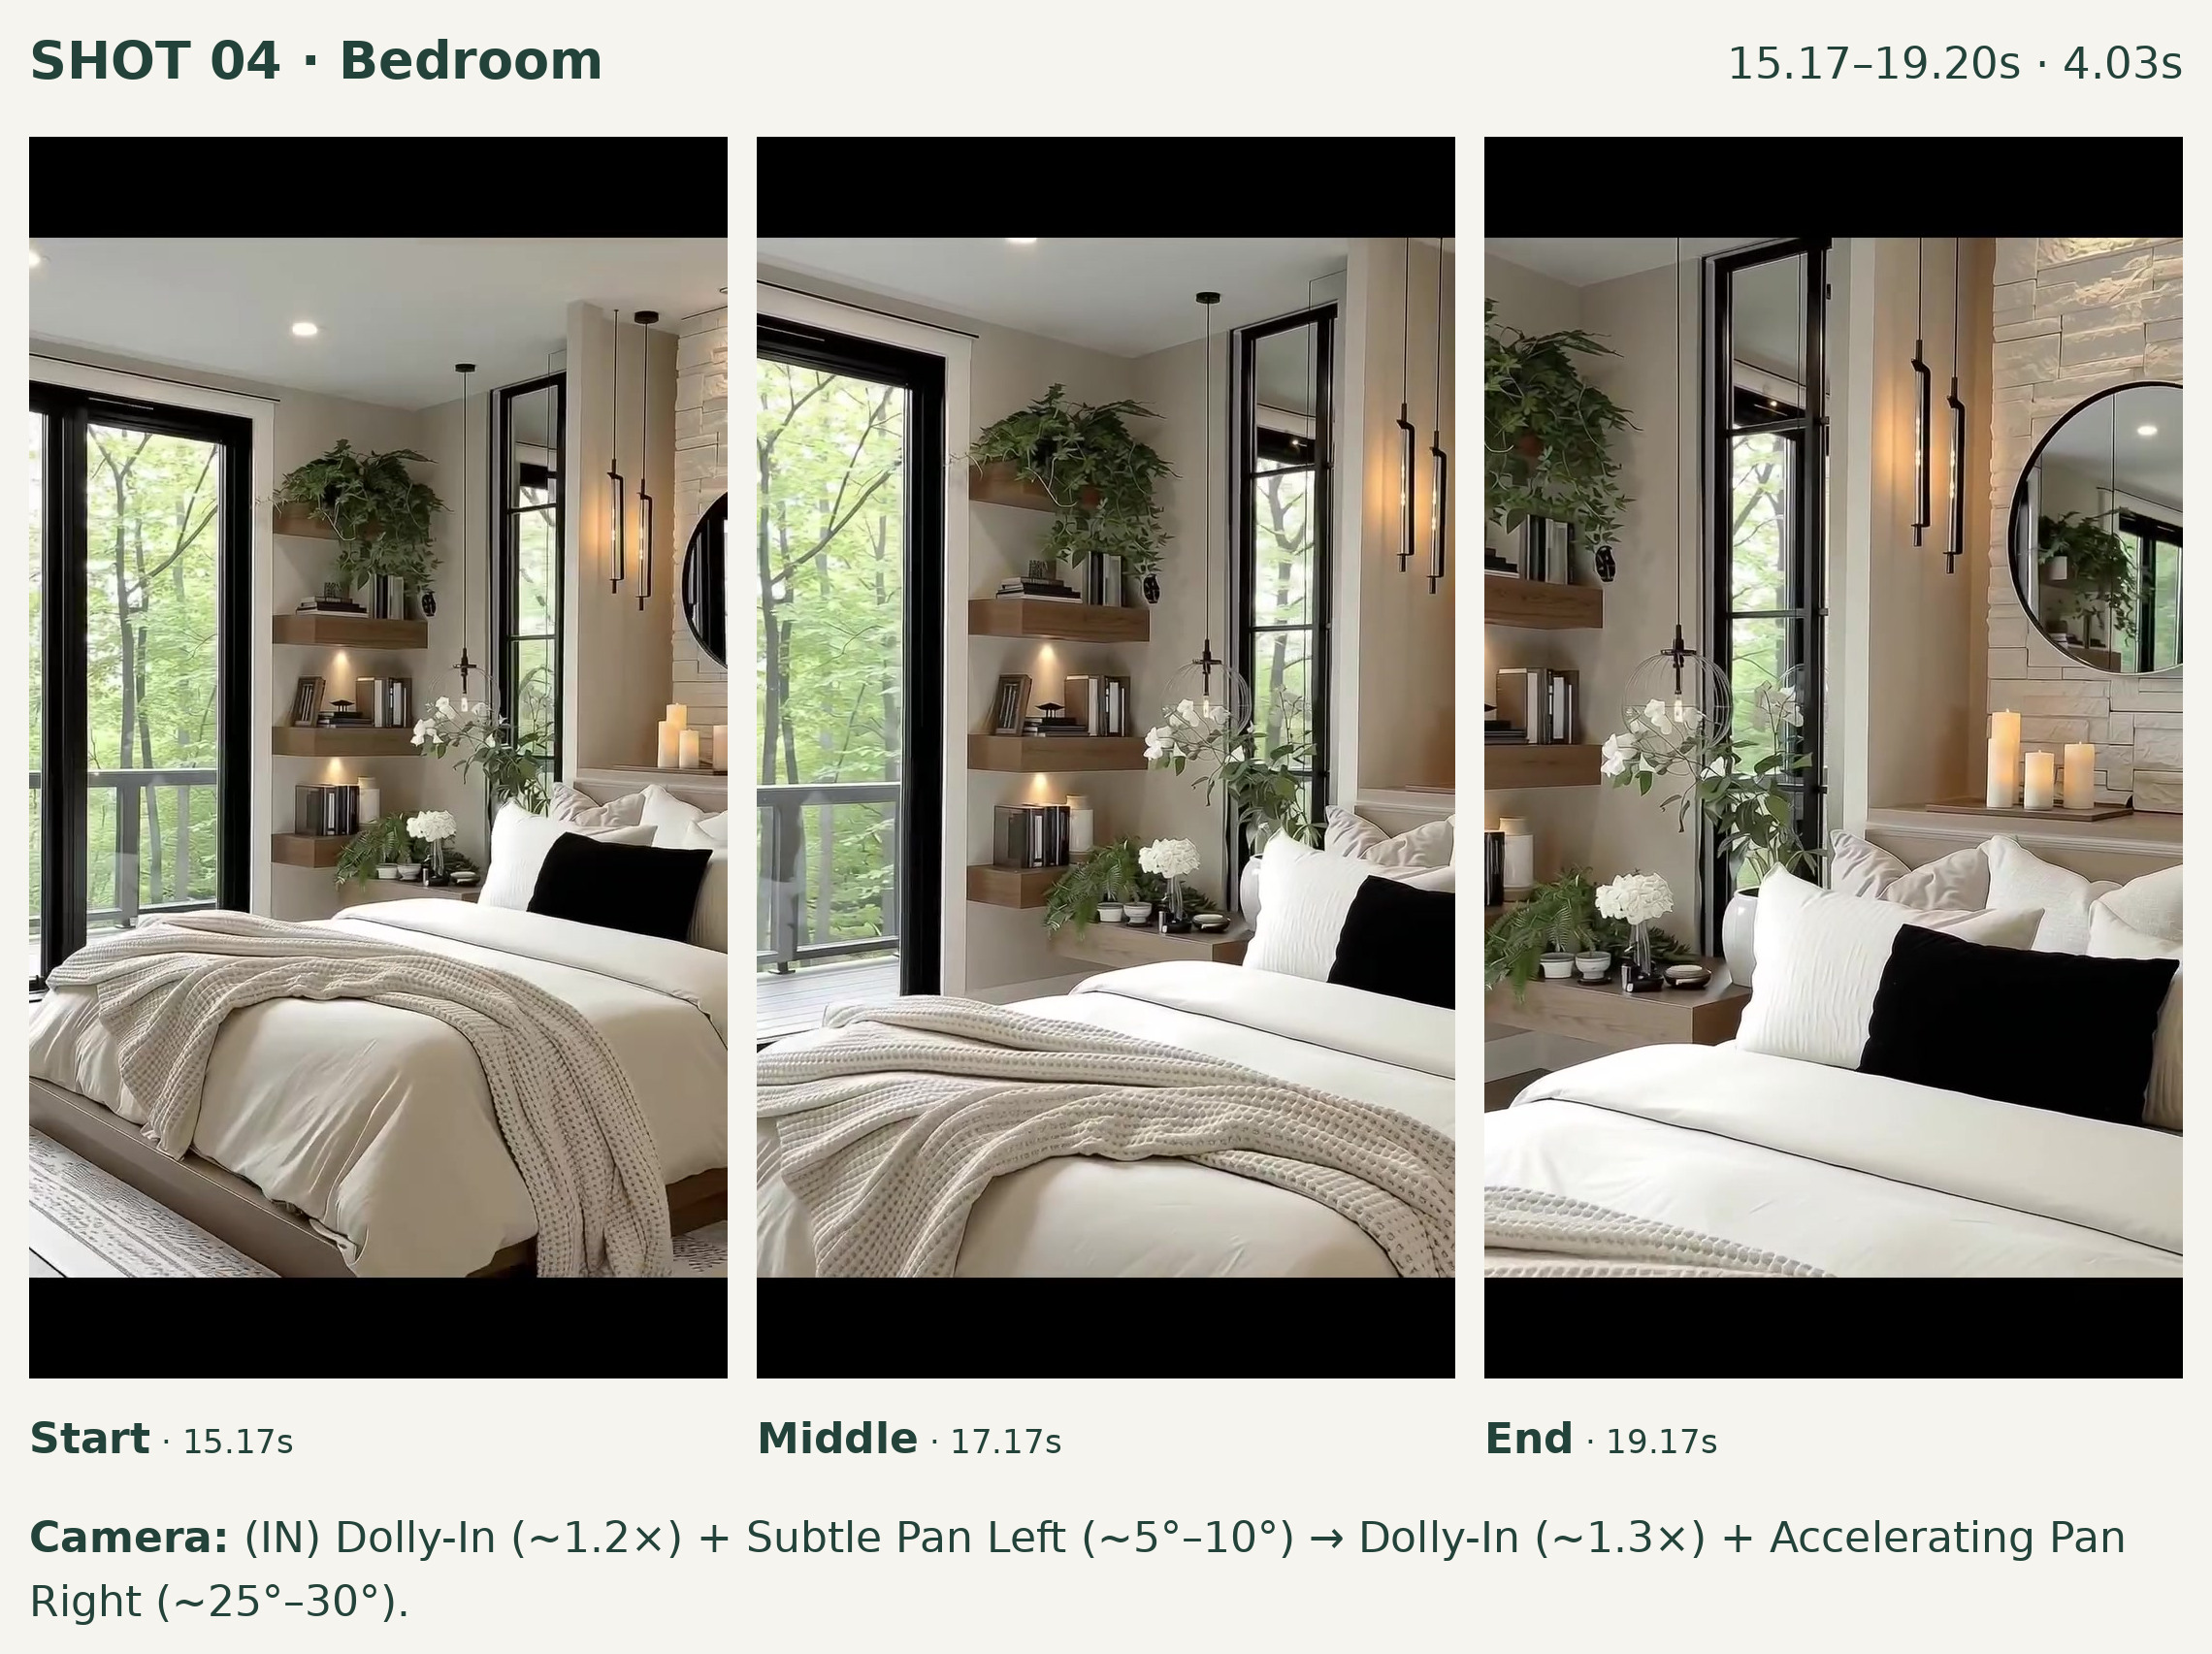 SHOT 04 · Bedroom
15.17–19.20s · 4.03s
Start · 15.17s
Middle · 17.17s
End · 19.17s
Camera: (IN) Dolly-In (~1.2×) + Subtle Pan Left (~5°–10°) → Dolly-In (~1.3×) + Accelerating Pan
Right (~25°–30°).